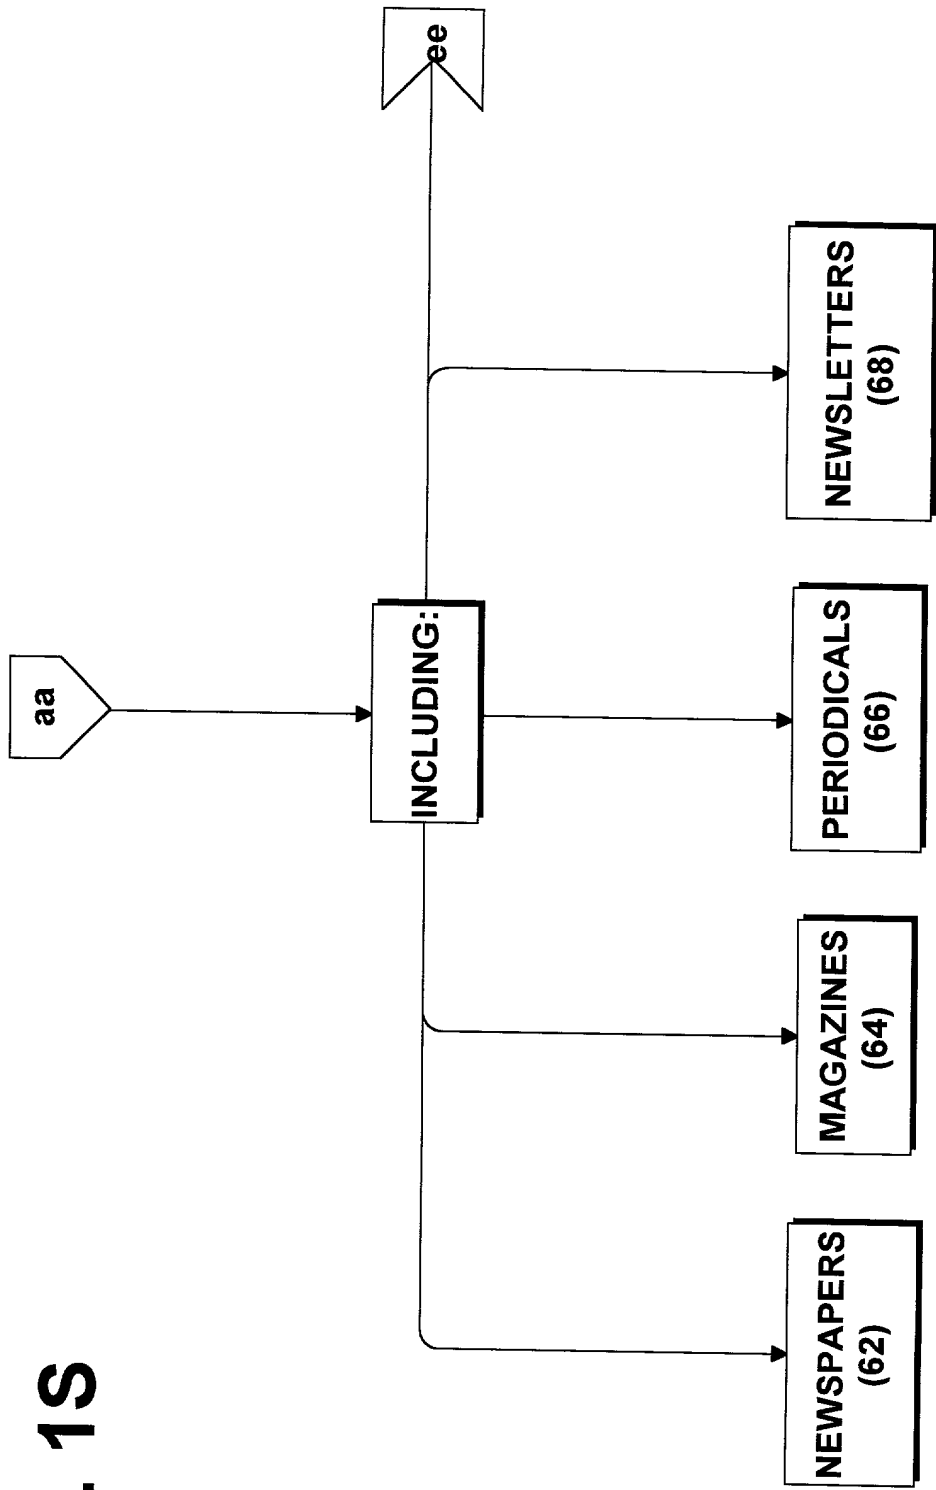 . 1S
aa
INCLUDING:
ee
NEWSPAPERS
(62)
MAGAZINES
(64)
PERIODICALS
(66)
NEWSLETTERS
(68)